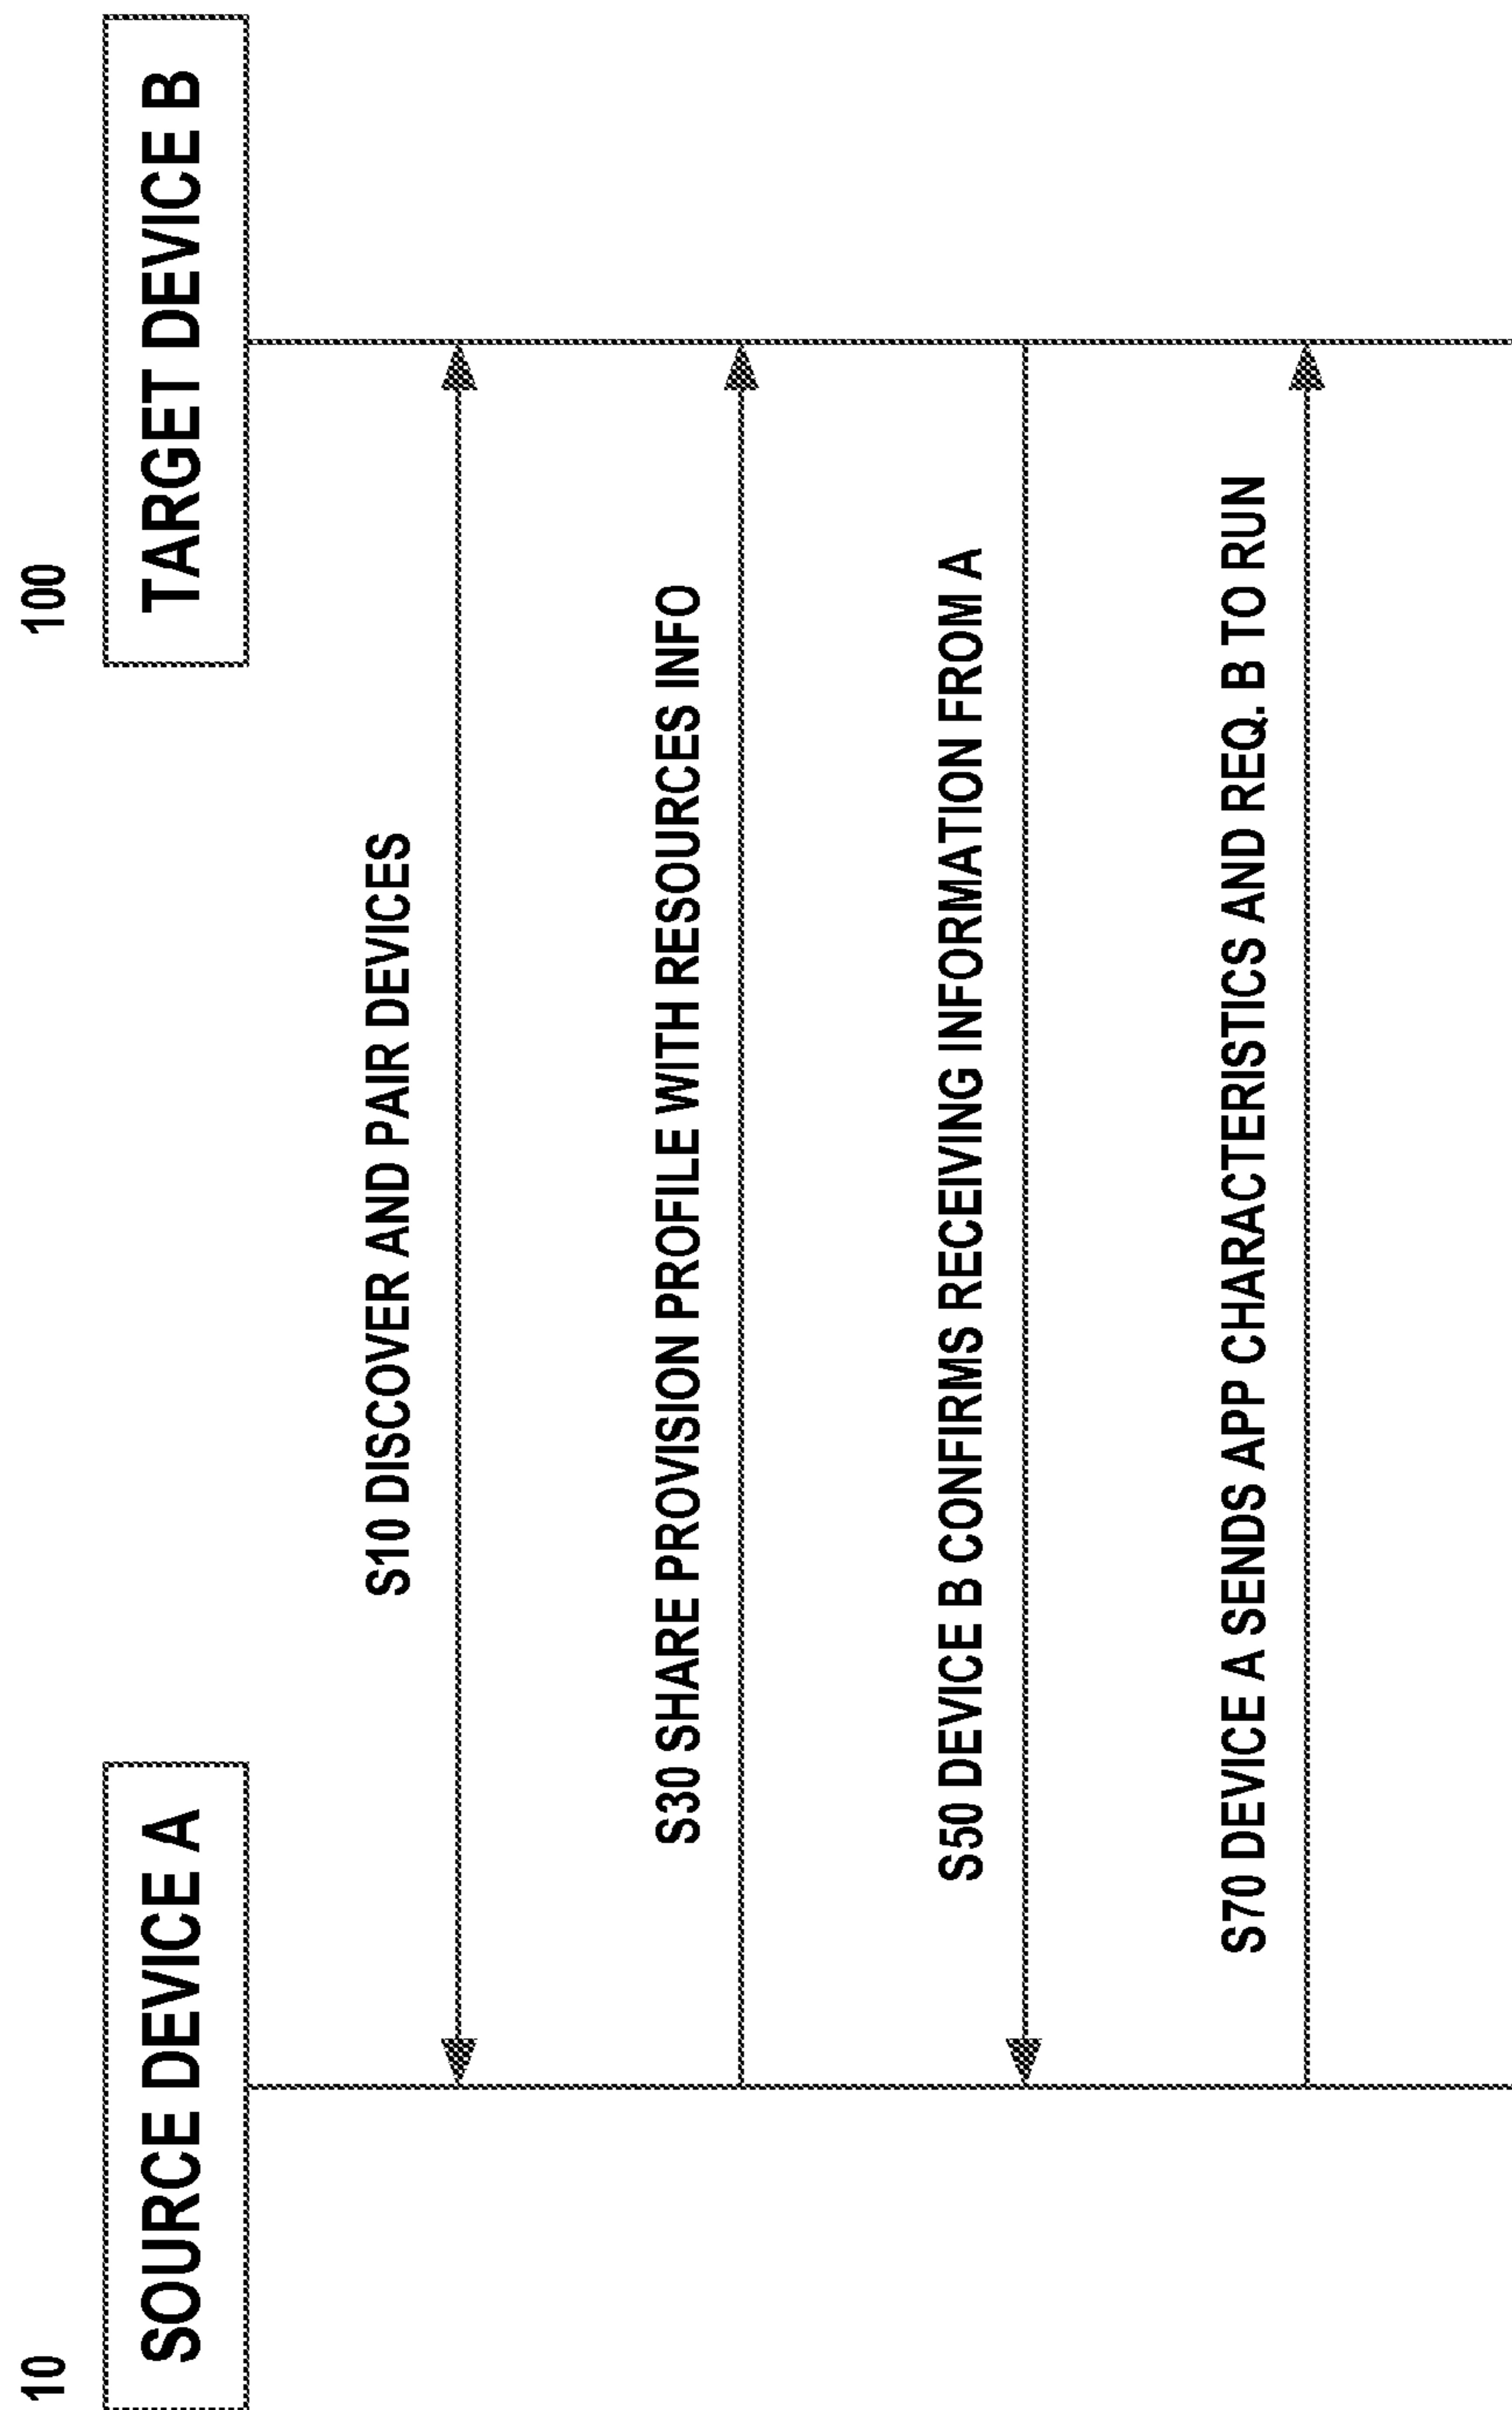 10
100
SOURCE DEVICE A
TARGET DEVICE B
S10 DISCOVER AND PAIR DEVICES
S30 SHARE PROVISION PROFILE WITH RESOURCES INFO
S50 DEVICE B CONFIRMS RECEIVING INFORMATION FROM A
S70 DEVICE A SENDS APP CHARACTERISTICS AND REQ. B TO RUN